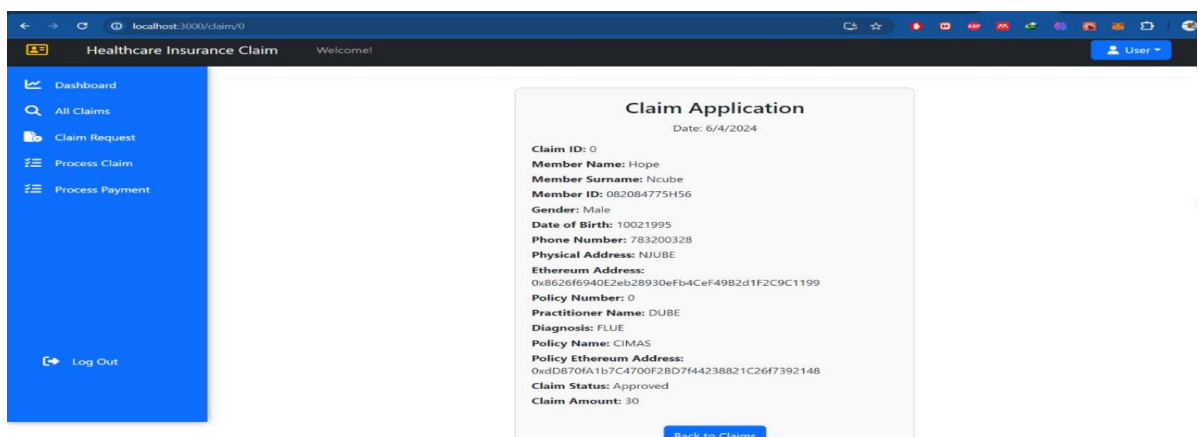 localhost:3000/claim/0
Healthcare Insurance Claim Welcome! User
Dashboard
All Claims
Claim Request
Process Claim
Process Payment
Log Out
Claim Application
Date: 6/4/2024
Claim ID: 0
Member Name: Hope
Member Surname: Ncube
Member ID: 082084775H56
Gender: Male
Date of Birth: 10021995
Phone Number: 783200328
Physical Address: NJUBE
Ethereum Address:
0x8626f6940E2eb28930eFb4CeF49B2d1F2C9C1199
Policy Number: 0
Practitioner Name: DUBE
Diagnosis: FLUE
Policy Name: CIMAS
Policy Ethereum Address:
0xdD870fA1b7C4700F2BD7f44238821C26f7392148
Claim Status: Approved
Claim Amount: 30
Back to Claims